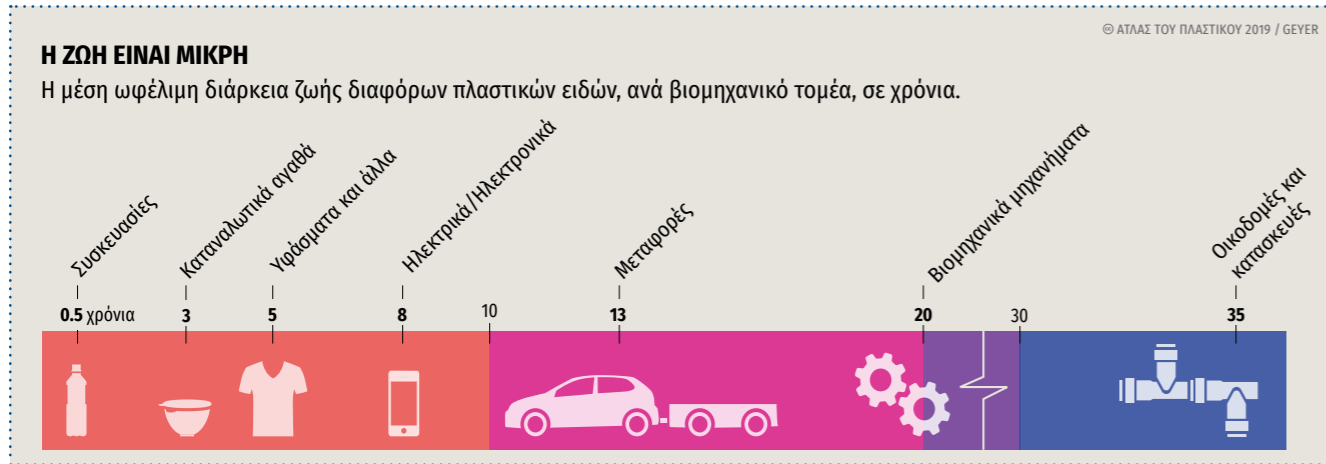 🅭 ΑΤΛΑΣ ΤΟΥ ΠΛΑΣΤΙΚΟΥ 2019 / GEYER
Η ΖΩΗ ΕΙΝΑΙ ΜΙΚΡΗ
Η μέση ωφέλιμη διάρκεια ζωής διαφόρων πλαστικών ειδών, ανά βιομηχανικό τομέα, σε χρόνια.
Συσκευασίες
Καταναλωτικά αγαθά
Υφάσματα και άλλα
Ηλεκτρικά/Ηλεκτρονικά
Μεταφορές
Βιομηχανικά μηχανήματα
Οικοδομές και
κατασκευές
0.5 χρόνια 3 5 8 10 13 20 30 35